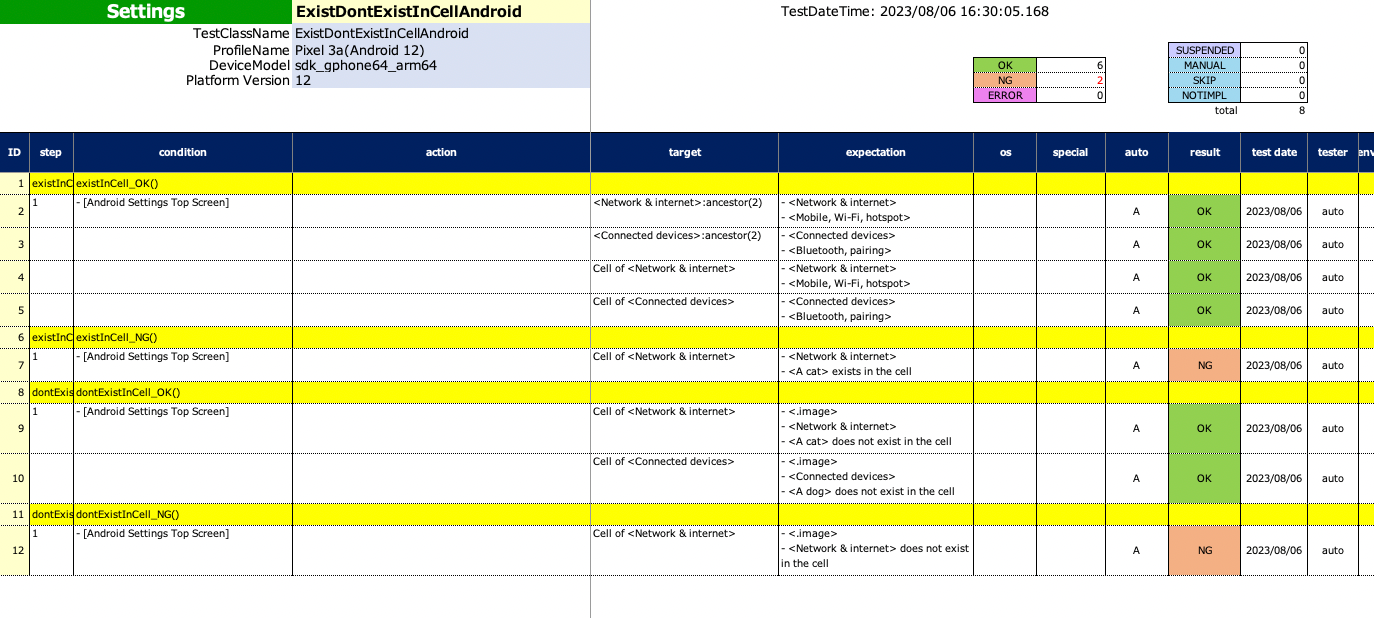 Settings ExistDontExistInCellAndroid TestDateTime: 2023/08/06 16:30:05.168
TestClassName ExistDontExistInCellAndroid
ProfileName Pixel 3a(Android 12) SUSPENDED 0
DeviceModel sdk_gphone64_arm64 OK 6 MANUAL 0
Platform Version 12 NG 2 SKIP 0
ERROR 0 NOTIMPL 0
total 8
ID step condition action target expectation os special auto result test date tester env
1 existInC existInCell_OK()
2 1 - [Android Settings Top Screen] <Network & internet>:ancestor(2) - <Network & internet> A OK 2023/08/06 auto
- <Mobile, Wi-Fi, hotspot>
3 <Connected devices>:ancestor(2) - <Connected devices> A OK 2023/08/06 auto
- <Bluetooth, pairing>
4 Cell of <Network & internet> - <Network & internet> A OK 2023/08/06 auto
- <Mobile, Wi-Fi, hotspot>
5 Cell of <Connected devices> - <Connected devices> A OK 2023/08/06 auto
- <Bluetooth, pairing>
6 existInC existInCell_NG()
7 1 - [Android Settings Top Screen] Cell of <Network & internet> - <Network & internet> A NG 2023/08/06 auto
- <A cat> exists in the cell
8 dontExis dontExistInCell_OK()
9 1 - [Android Settings Top Screen] Cell of <Network & internet> - <.image> A OK 2023/08/06 auto
- <Network & internet>
- <A cat> does not exist in the cell
10 Cell of <Connected devices> - <.image> A OK 2023/08/06 auto
- <Connected devices>
- <A dog> does not exist in the cell
11 dontExis dontExistInCell_NG()
12 1 - [Android Settings Top Screen] Cell of <Network & internet> - <.image> A NG 2023/08/06 auto
- <Network & internet> does not exist
in the cell